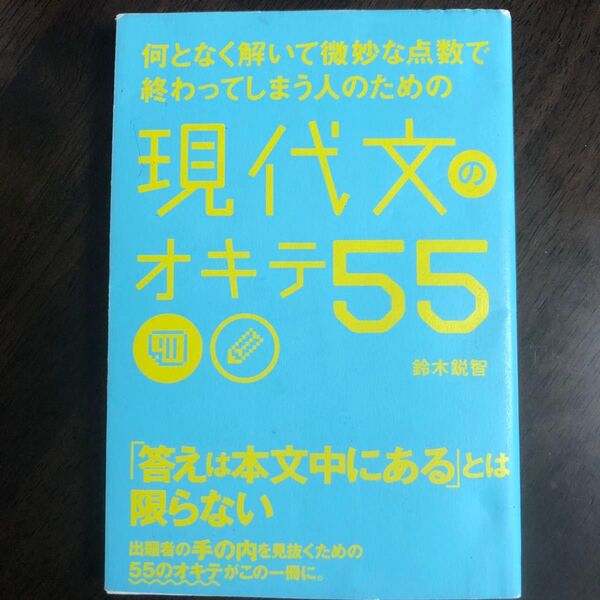 何となく解いて微妙な点数で
終わってしまう人のための
現代文の
オキテ55
鈴木鋭智
「答えは本文中にある」とは
限らない
出題者の手の内を見抜くための
55のオキテがこの一冊に。